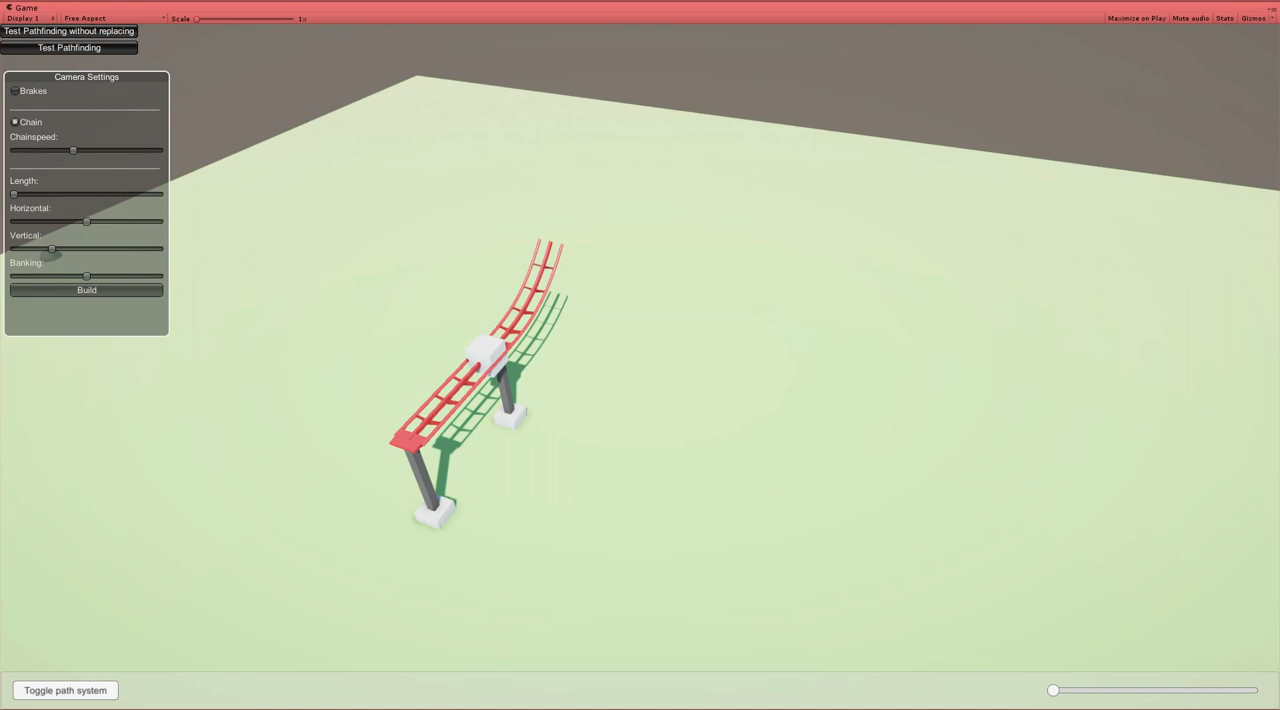 Game
Display 1 Free Aspect Scale 1x Maximize on Play Mute audio Stats Gizmos
Test Pathfinding without replacing
Test Pathfinding
Camera Settings
Brakes
Chain
Chainspeed:
Length:
Horizontal:
Vertical:
Banking:
Build
Toggle path system